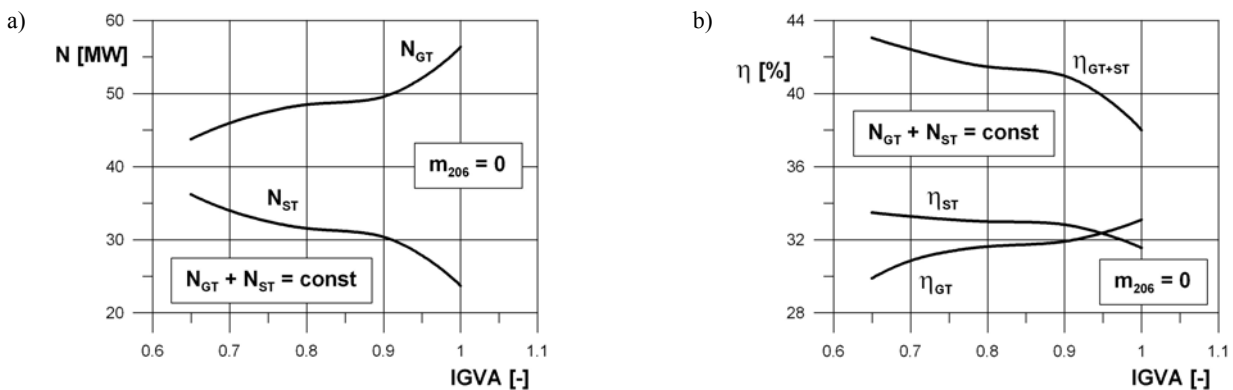 a)
N [MW]
60
50
40
30
20
N_GT
m_206 = 0
N_ST
N_GT + N_ST = const
0.6 0.7 0.8 0.9 1 1.1
IGVA [-]
b)
η [%]
44
40
36
32
28
η_GT+ST
N_GT + N_ST = const
η_ST
η_GT
m_206 = 0
0.6 0.7 0.8 0.9 1 1.1
IGVA [-]